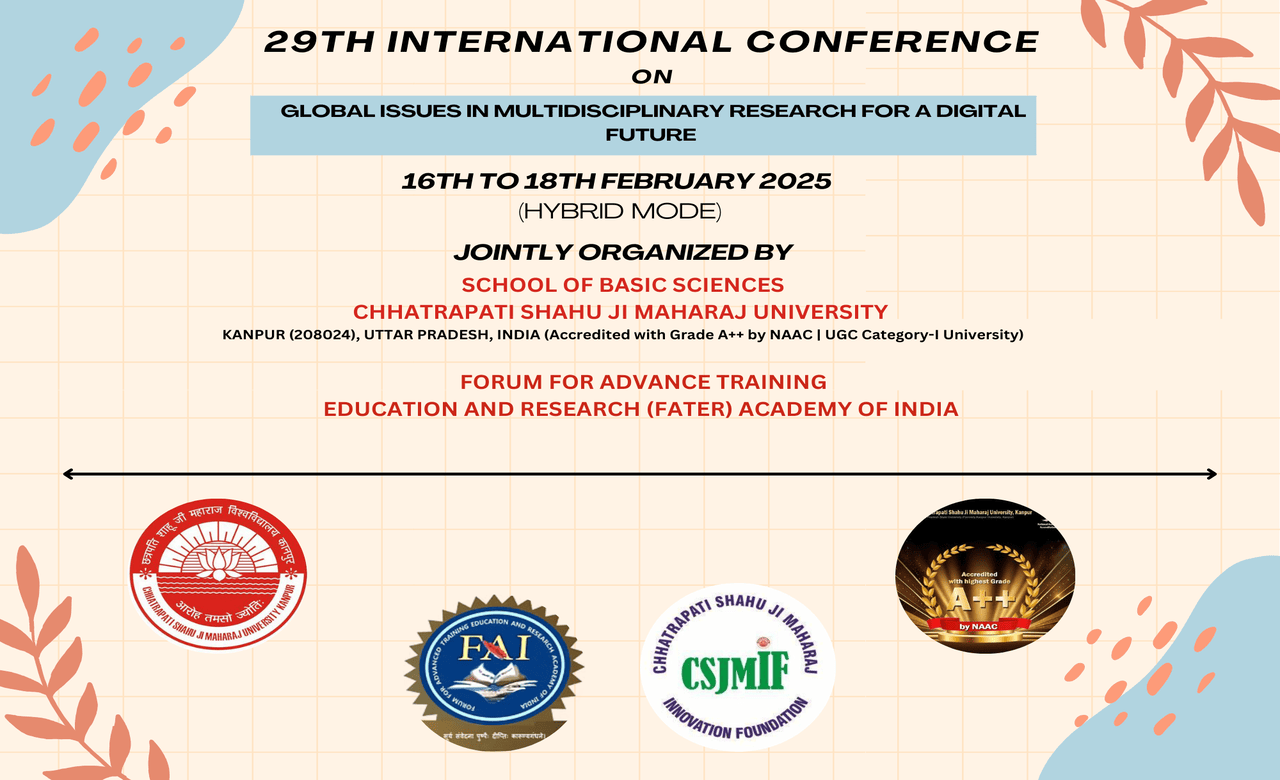 29TH INTERNATIONAL CONFERENCE
ON
GLOBAL ISSUES IN MULTIDISCIPLINARY RESEARCH FOR A DIGITAL
FUTURE
16TH TO 18TH FEBRUARY 2025
(HYBRID MODE)
JOINTLY ORGANIZED BY
SCHOOL OF BASIC SCIENCES
CHHATRAPATI SHAHU JI MAHARAJ UNIVERSITY
KANPUR (208024), UTTAR PRADESH, INDIA (Accredited with Grade A++ by NAAC | UGC Category-I University)
FORUM FOR ADVANCE TRAINING
EDUCATION AND RESEARCH (FATER) ACADEMY OF INDIA
छत्रपति शाहू जी महाराज विश्वविद्यालय कानपुर
आरोह तमसो ज्योतिः
CHHATRAPATI SHAHU JI MAHARAJ UNIVERSITY KANPUR
FORUM FOR ADVANCED TRAINING EDUCATION AND RESEARCH ACADEMY OF INDIA
FAI
CHHATRAPATI SHAHU JI MAHARAJ
CSJMIF
INNOVATION FOUNDATION
Shahu Ji Maharaj University, Kanpur
Accredited
with highest Grade
A++
by NAAC